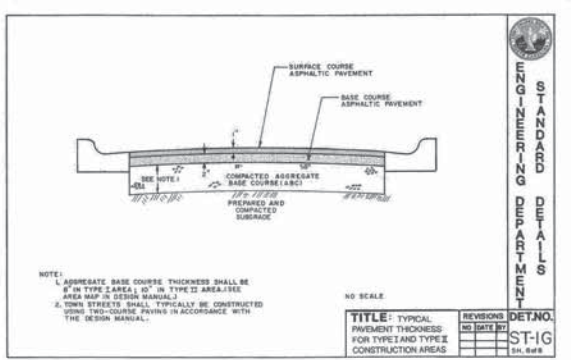 SURFACE COURSE
ASPHALTIC PAVEMENT
BASE COURSE
ASPHALTIC PAVEMENT
1"
2"
SEE NOTE 1
COMPACTED AGGREGATE
BASE COURSE (ABC)
PREPARED AND
COMPACTED
SUBGRADE
NOTE:
1. AGGREGATE BASE COURSE THICKNESS SHALL BE
8" IN TYPE I AREA; 10" IN TYPE II AREA. (SEE
AREA MAP IN DESIGN MANUAL.)
2. TOWN STREETS SHALL TYPICALLY BE CONSTRUCTED
USING TWO-COURSE PAVING IN ACCORDANCE WITH
THE DESIGN MANUAL.
NO SCALE
TITLE: TYPICAL
PAVEMENT THICKNESS
FOR TYPE I AND TYPE II
CONSTRUCTION AREAS
REVISIONS
NO DATE BY
DET.NO.
ST-1G
ENGINEERING DEPARTMENT
STANDARD DETAILS